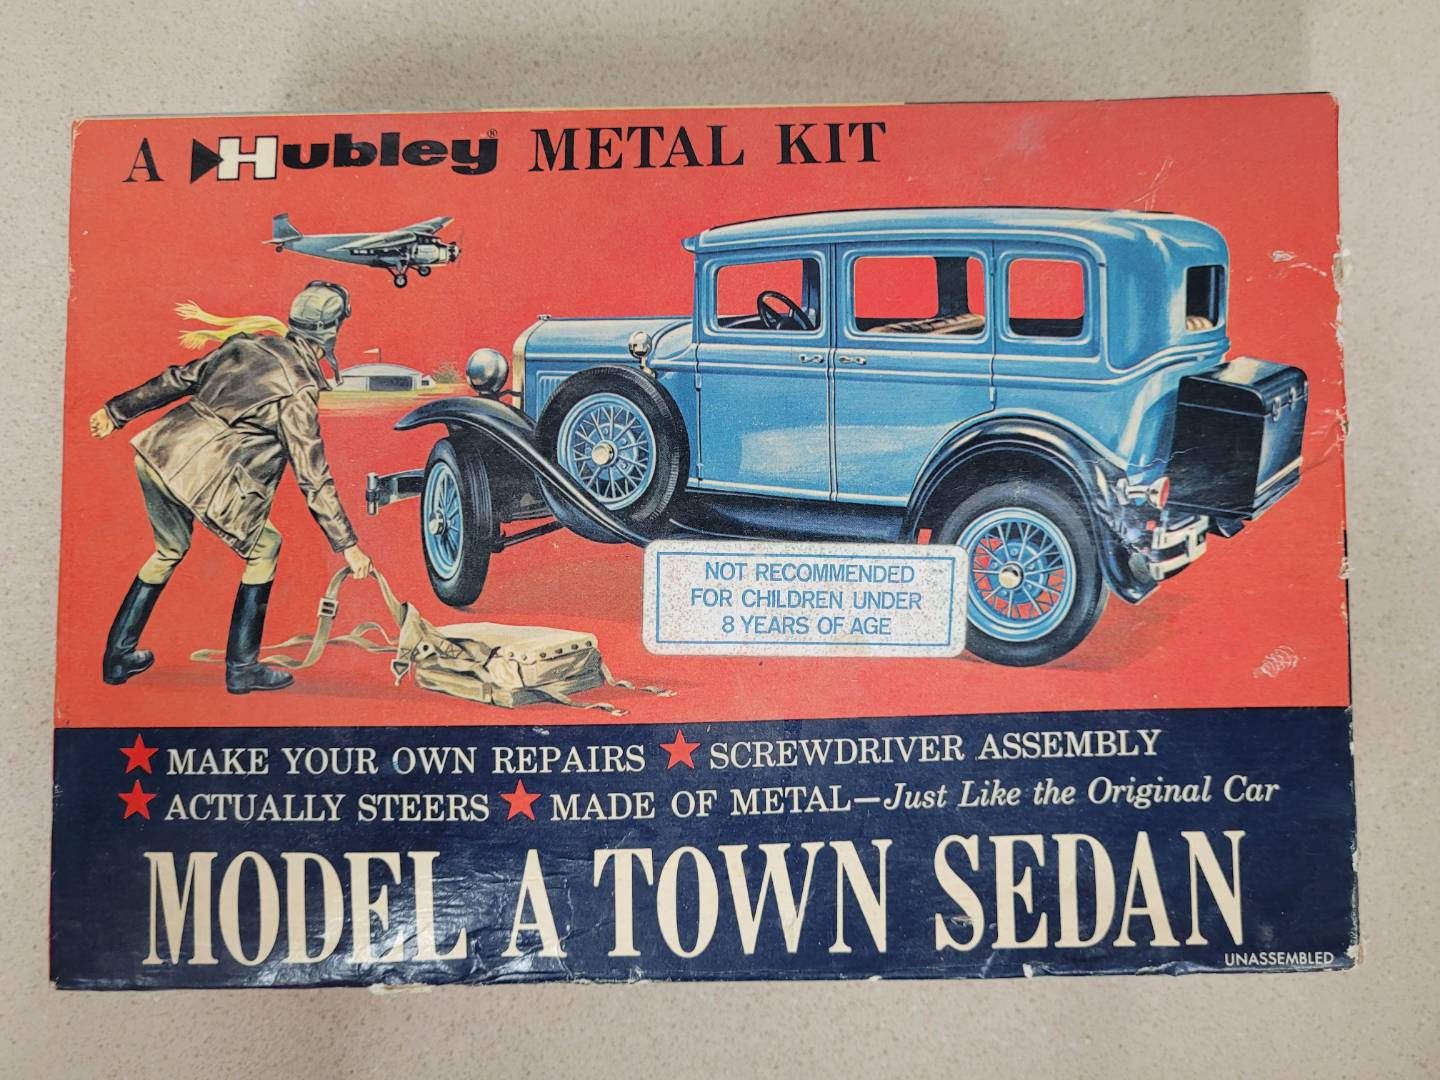 A Hubley® METAL KIT
NOT RECOMMENDED
FOR CHILDREN UNDER
8 YEARS OF AGE
★ MAKE YOUR OWN REPAIRS ★ SCREWDRIVER ASSEMBLY
★ ACTUALLY STEERS ★ MADE OF METAL—Just Like the Original Car
MODEL A TOWN SEDAN
UNASSEMBLED